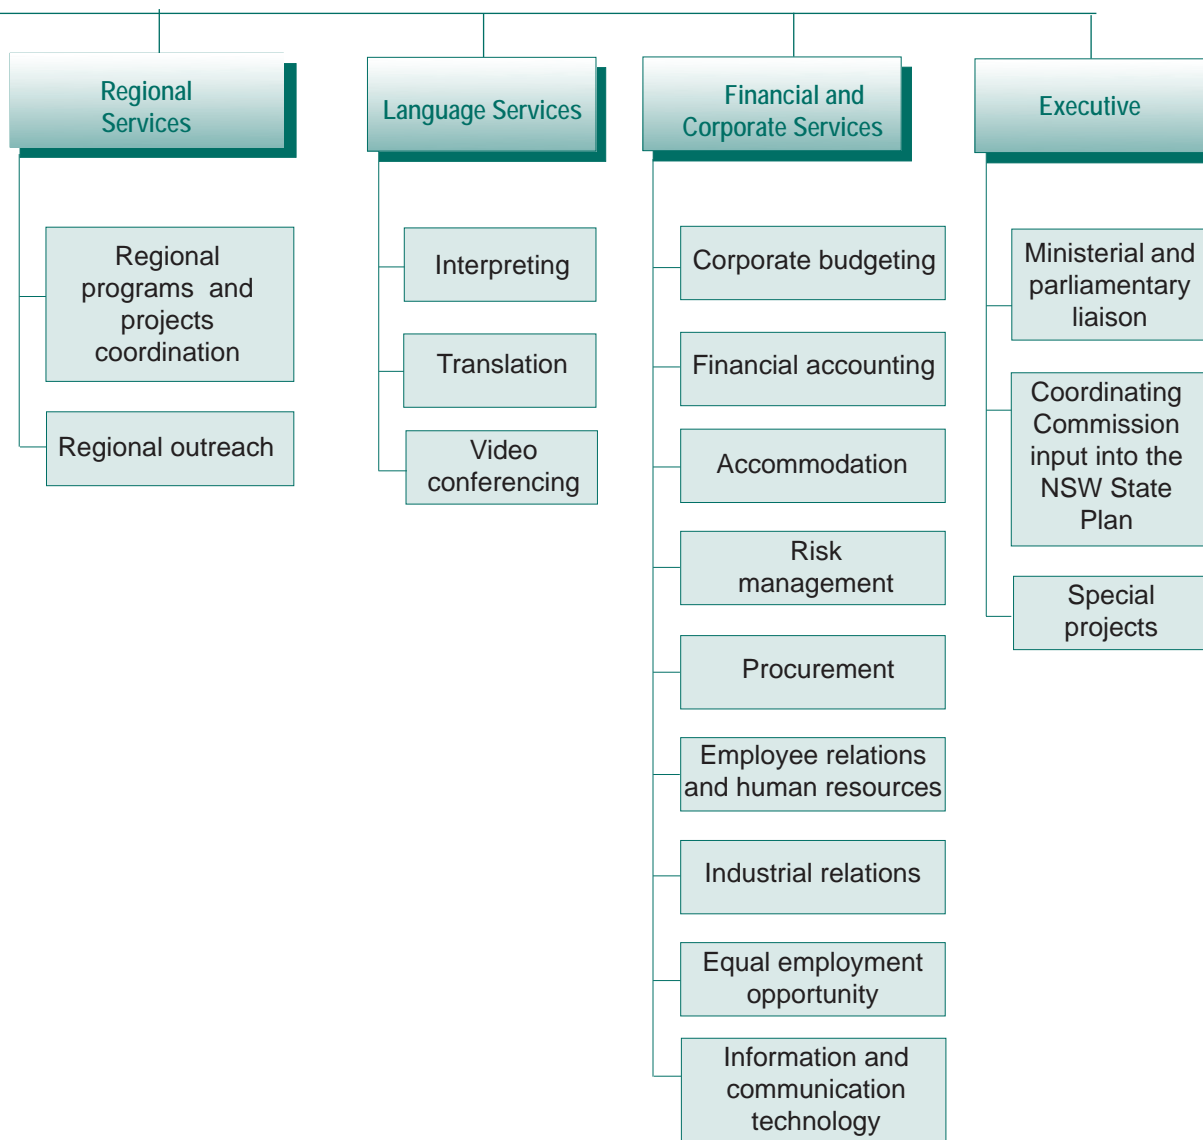 Regional
Services
Regional
programs and
projects
coordination
Regional outreach
Language Services
Interpreting
Translation
Video
conferencing
Financial and
Corporate Services
Corporate budgeting
Financial accounting
Accommodation
Risk
management
Procurement
Employee relations
and human resources
Industrial relations
Equal employment
opportunity
Information and
communication
technology
Executive
Ministerial and
parliamentary
liaison
Coordinating
Commission
input into the
NSW State
Plan
Special
projects